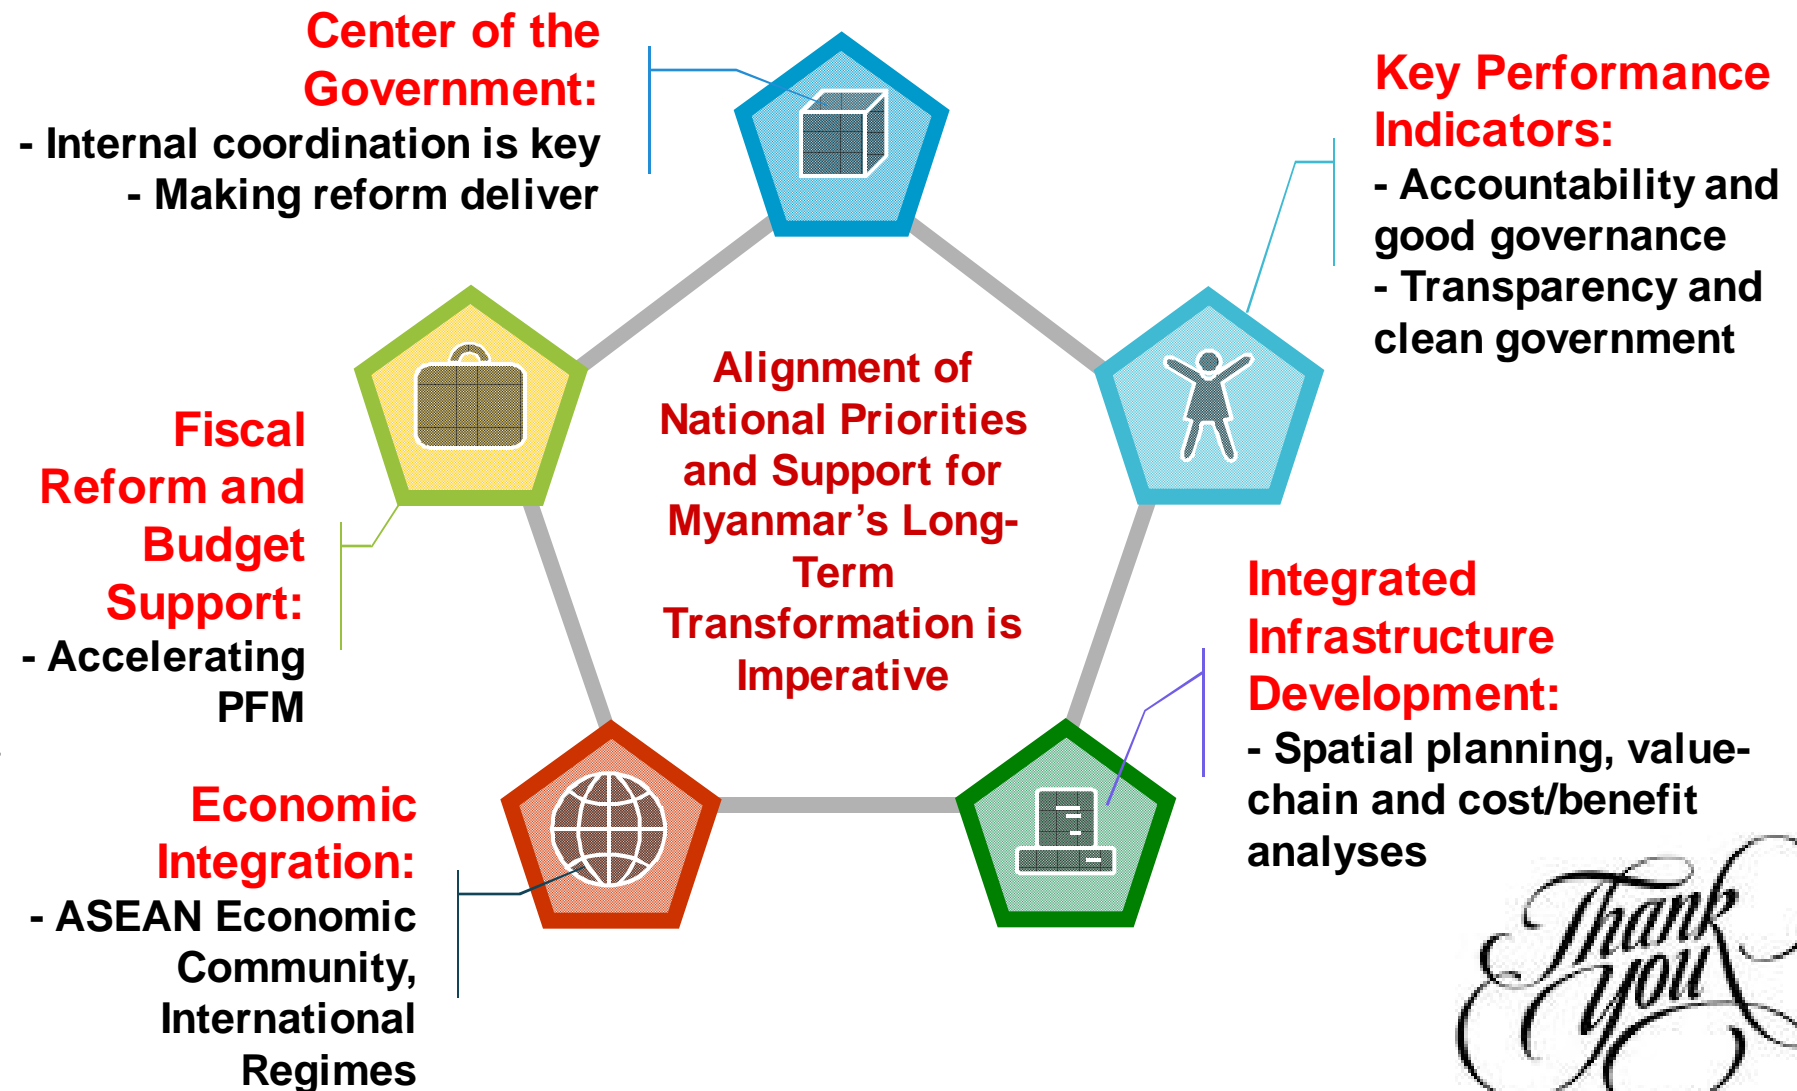 Center of the
Government:
- Internal coordination is key
- Making reform deliver
Key Performance
Indicators:
- Accountability and
good governance
- Transparency and
clean government
Alignment of
National Priorities
and Support for
Myanmar’s Long-
Term
Transformation is
Imperative
Fiscal
Reform and
Budget
Support:
- Accelerating
PFM
Integrated
Infrastructure
Development:
- Spatial planning, value-
chain and cost/benefit
analyses
Economic
Integration:
- ASEAN Economic
Community,
International
Regimes
Thank
You